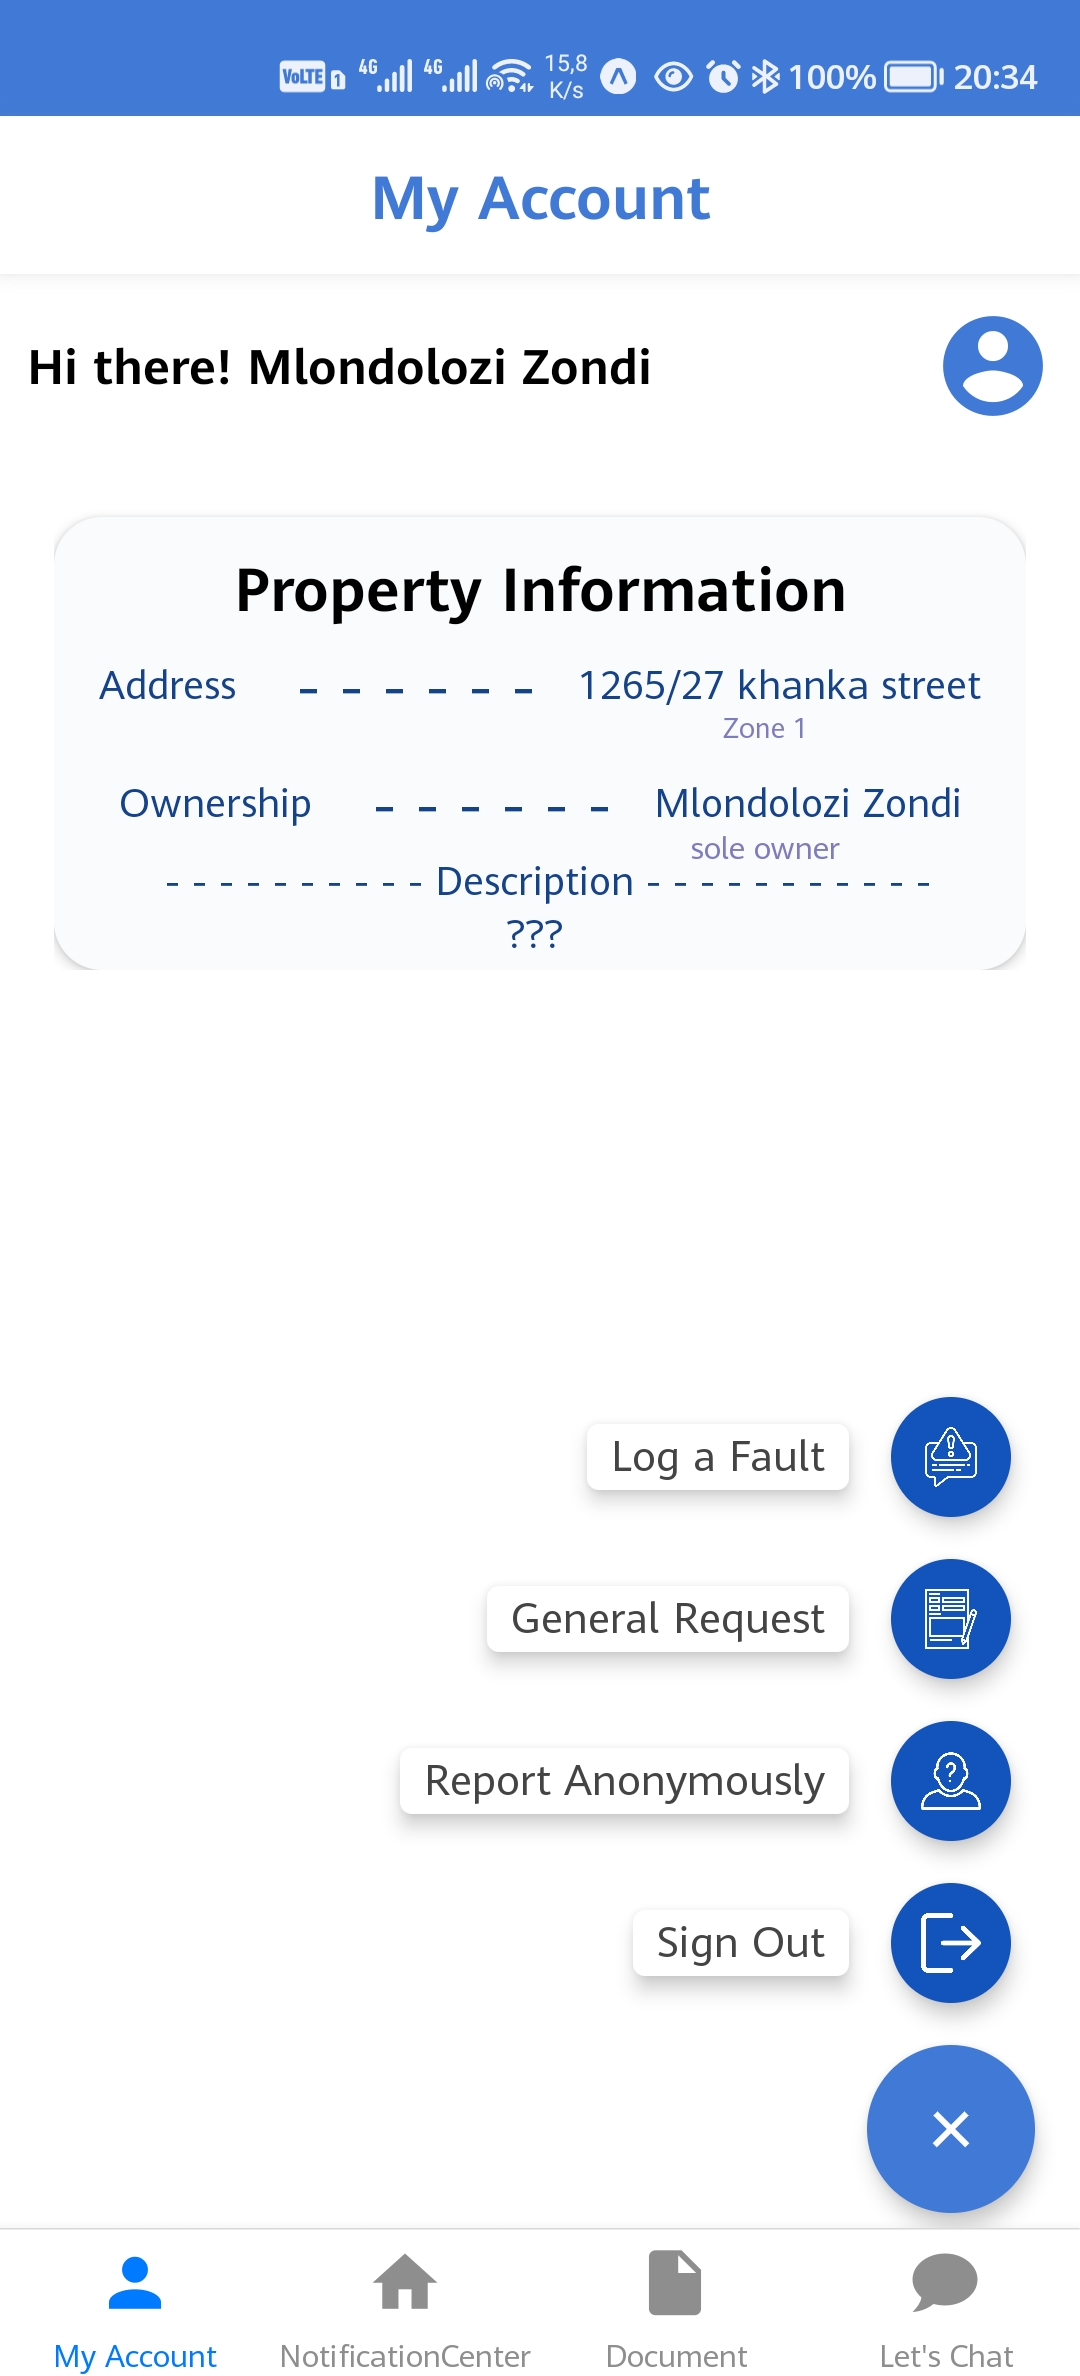 VoLTE 1 4G 4G 15,8 K/s 100% 20:34
My Account
Hi there! Mlondolozi Zondi
Property Information
Address - - - - - - 1265/27 khanka street
Zone 1
Ownership - - - - - - Mlondolozi Zondi
sole owner
- - - - - - - - - - Description - - - - - - - - - - -
???
Log a Fault
General Request
Report Anonymously
Sign Out
My Account NotificationCenter Document Let's Chat